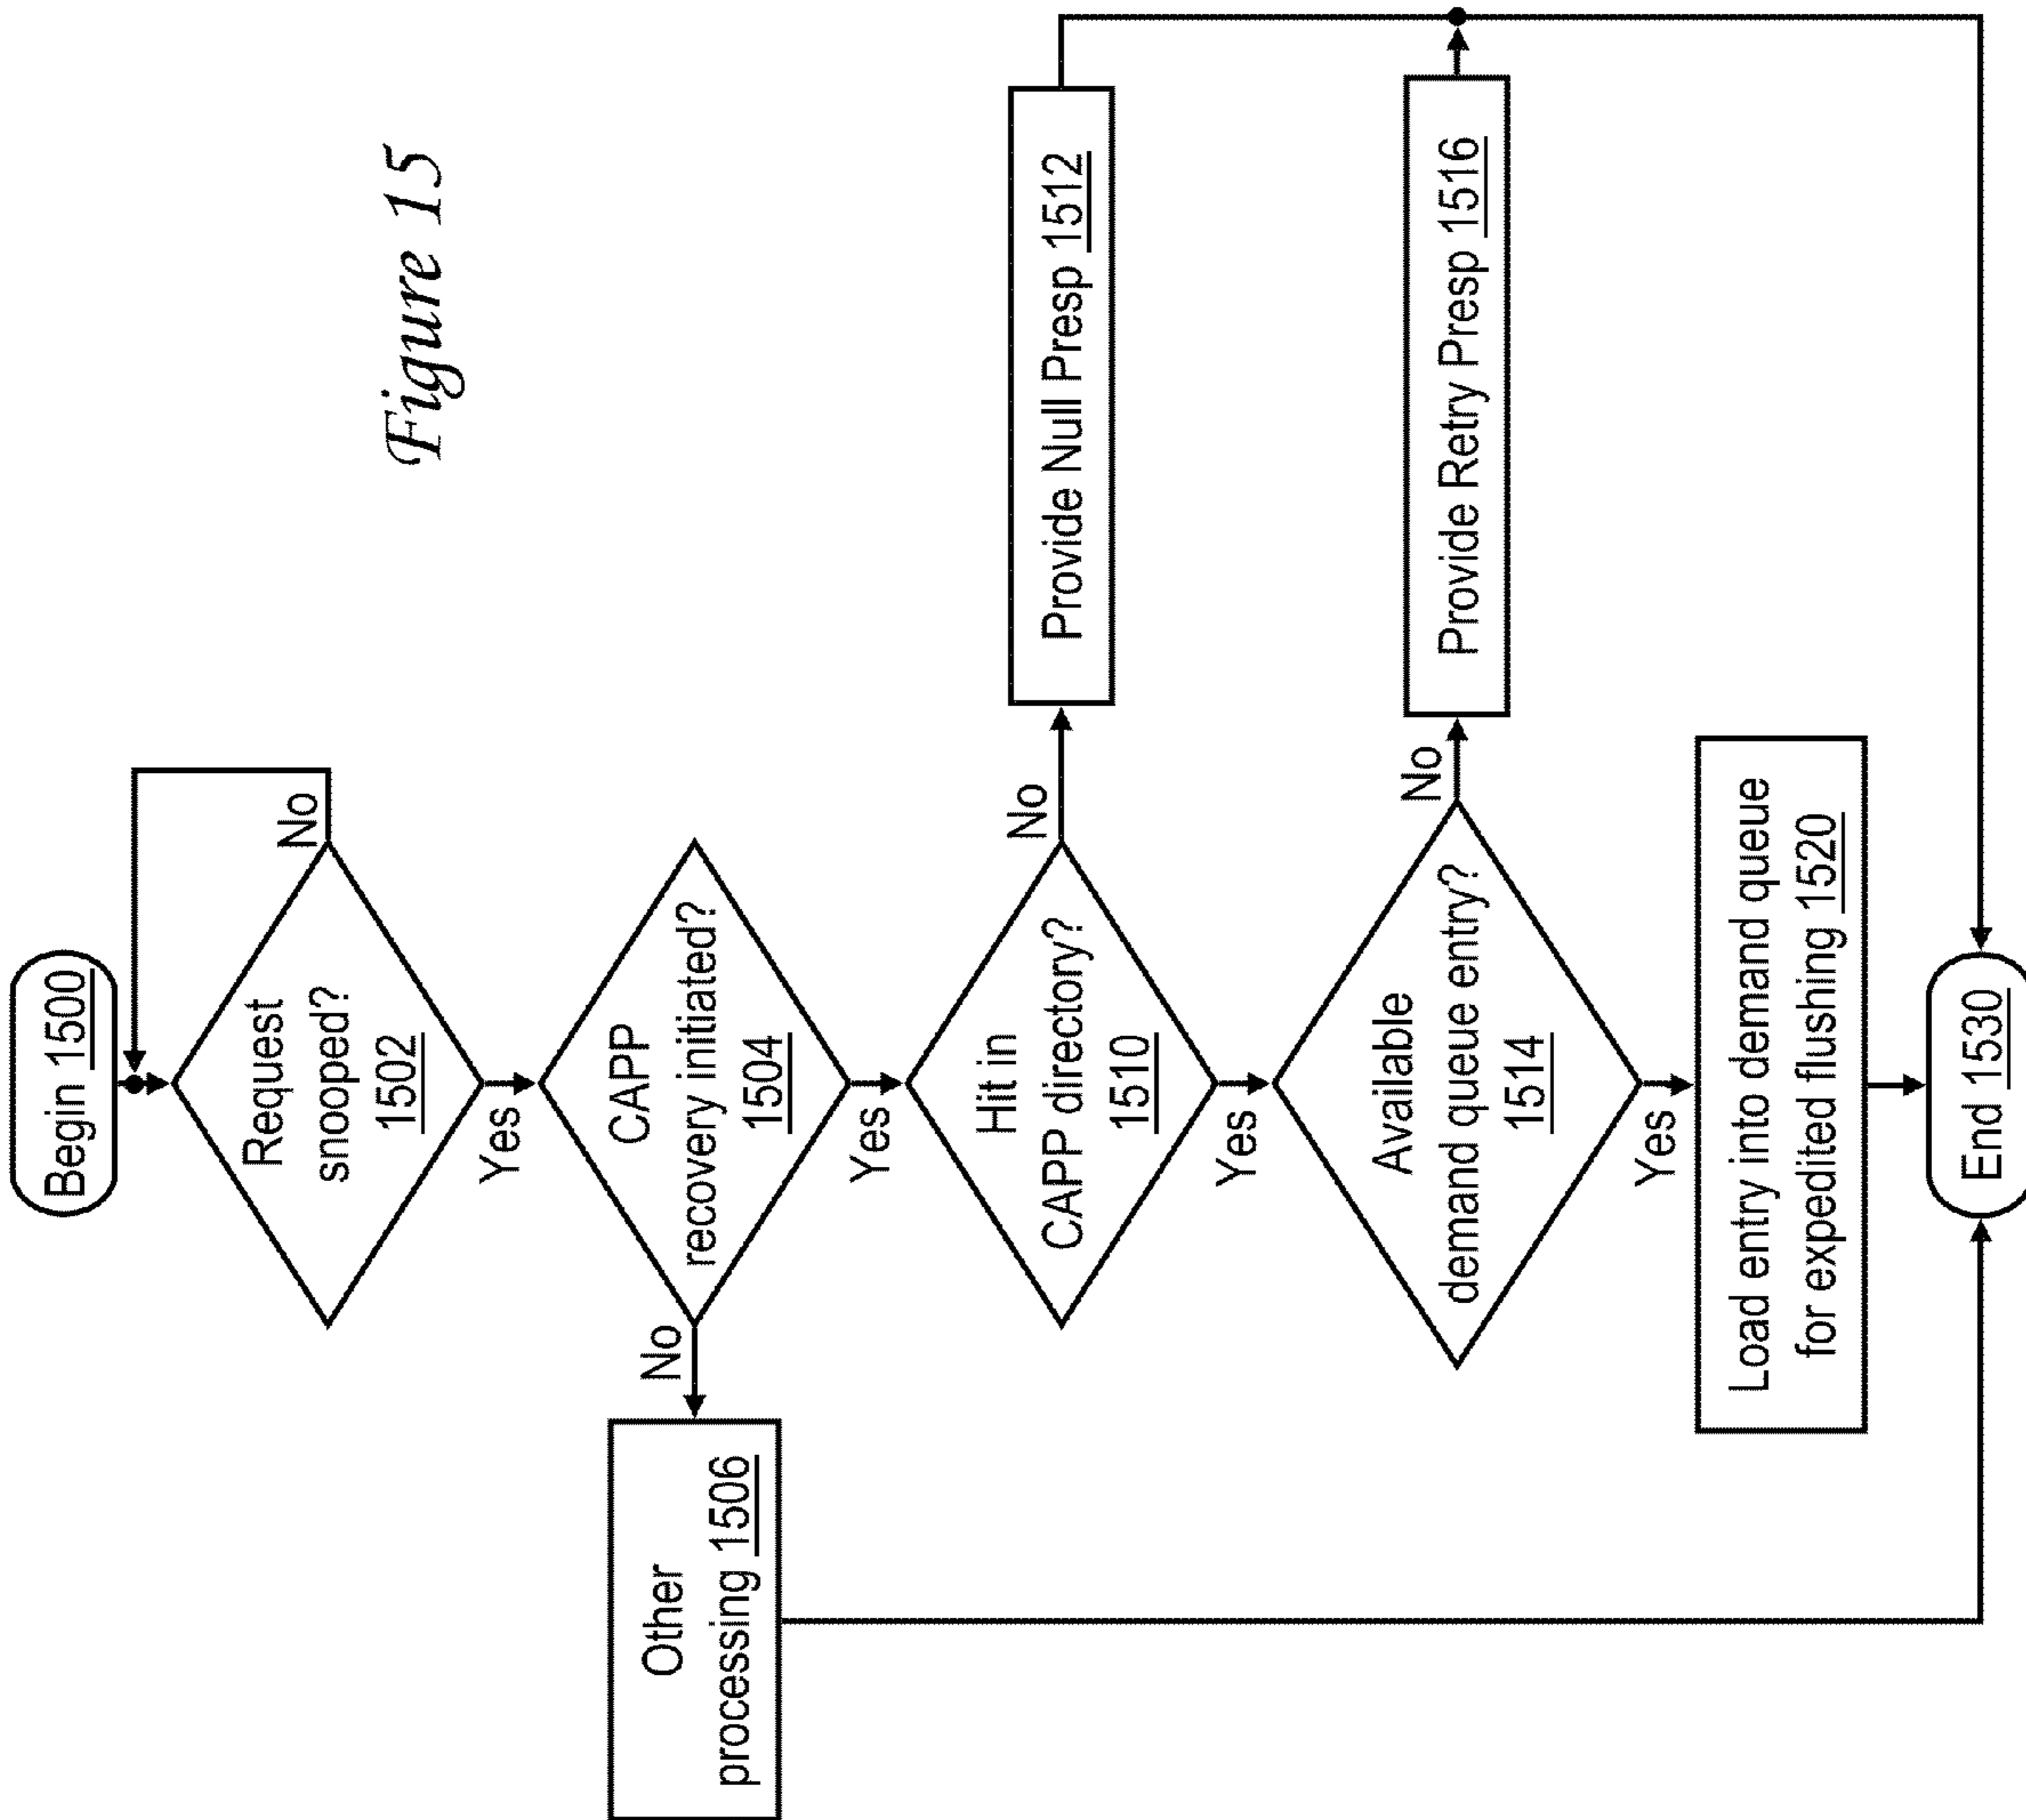 Figure 15
Begin 1500
Request
snooped?
1502
No
Yes
CAPP
recovery initiated?
1504
No
Other
processing 1506
Yes
Hit in
CAPP directory?
1510
No
Provide Null Presp 1512
Yes
Available
demand queue entry?
1514
No
Provide Retry Presp 1516
Yes
Load entry into demand queue
for expedited flushing 1520
End 1530